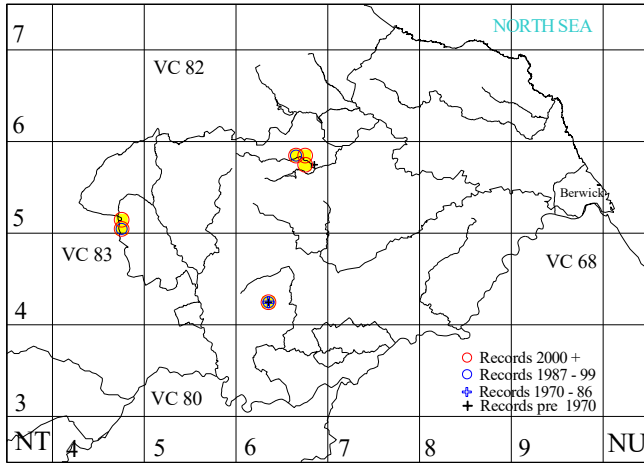 7
NORTH SEA
VC 82
6
Berwick
5
VC 83
VC 68
4
Records 2000 +
Records 1987 - 99
Records 1970 - 86
Records pre 1970
VC 80
3
NT 4 5 6 7 8 9 NU